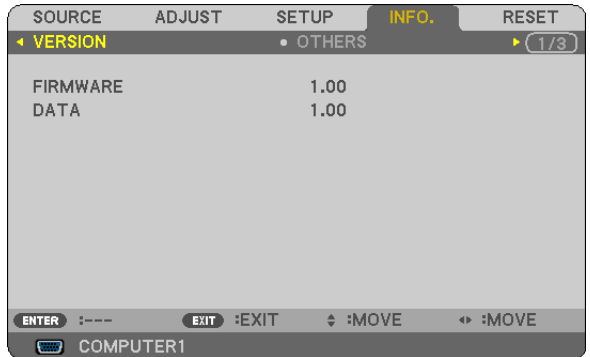 SOURCE ADJUST SETUP INFO. RESET
VERSION • OTHERS 1/3
FIRMWARE 1.00
DATA 1.00
ENTER :--- EXIT :EXIT :MOVE :MOVE
COMPUTER1